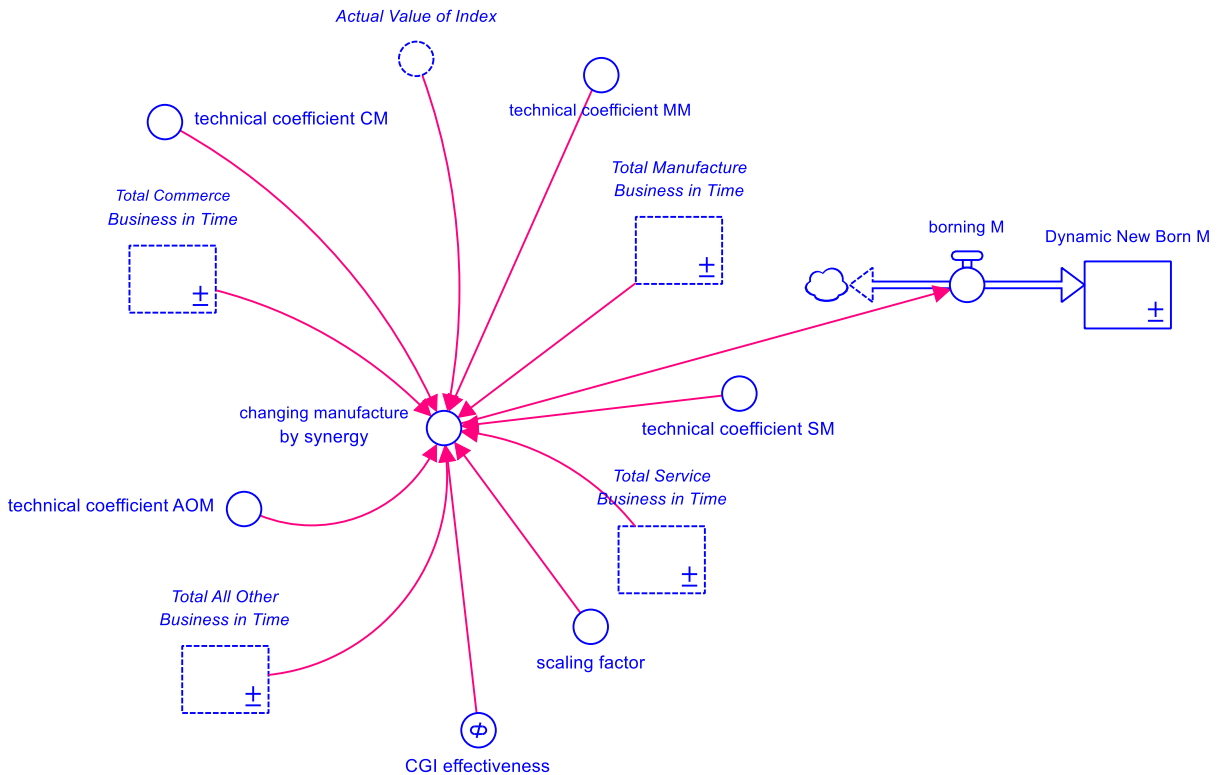 Actual Value of Index
technical coefficient MM
technical coefficient CM
Total Manufacture
Business in Time
Total Commerce
Business in Time
borning M
Dynamic New Born M
±
±
±
changing manufacture
by synergy
technical coefficient SM
Total Service
Business in Time
technical coefficient AOM
±
Total All Other
Business in Time
scaling factor
±
Φ
CGI effectiveness